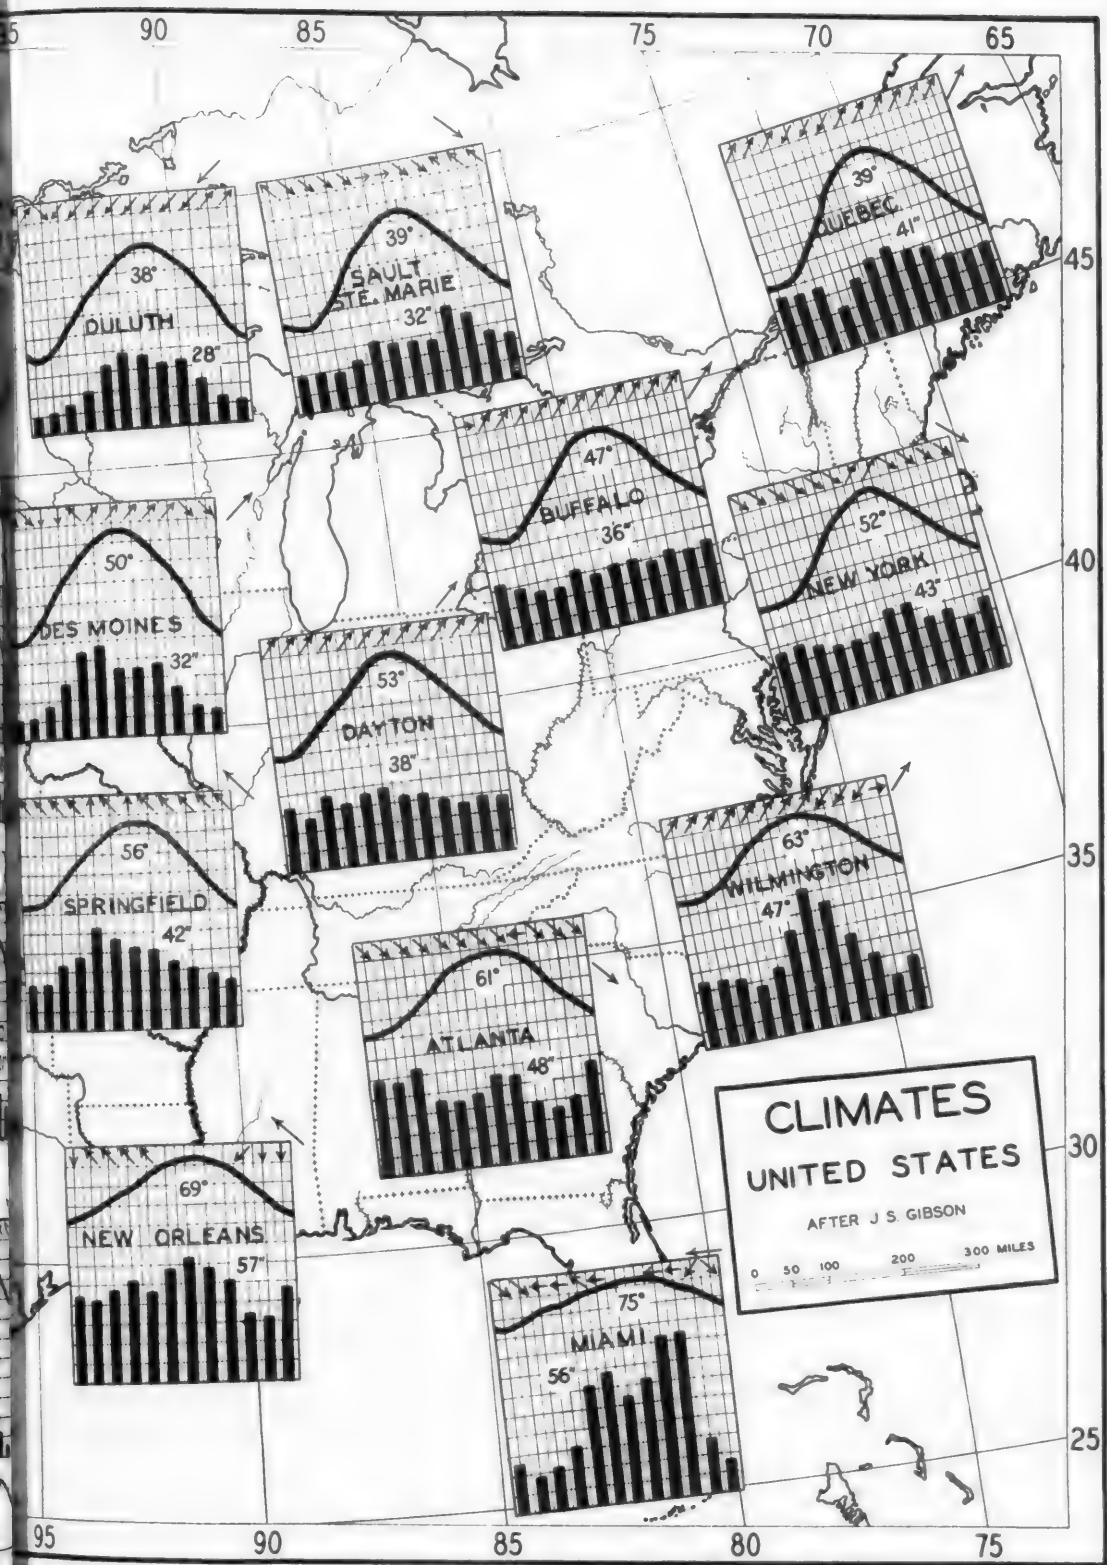 90 85 75 70 65
39°
QUEBEC
41"
45
38°
DULUTH
28"
39°
SAULT
STE. MARIE
32"
47°
BUFFALO
36"
52°
NEW YORK
43"
40
50°
DES MOINES
32"
53°
DAYTON
38"
56°
SPRINGFIELD
42"
63°
WILMINGTON
47"
35
61°
ATLANTA
48"
CLIMATES
UNITED STATES
AFTER J. S. GIBSON
0 50 100 200 300 MILES
30
69°
NEW ORLEANS
57"
75°
MIAMI
56"
25
95 90 85 80 75